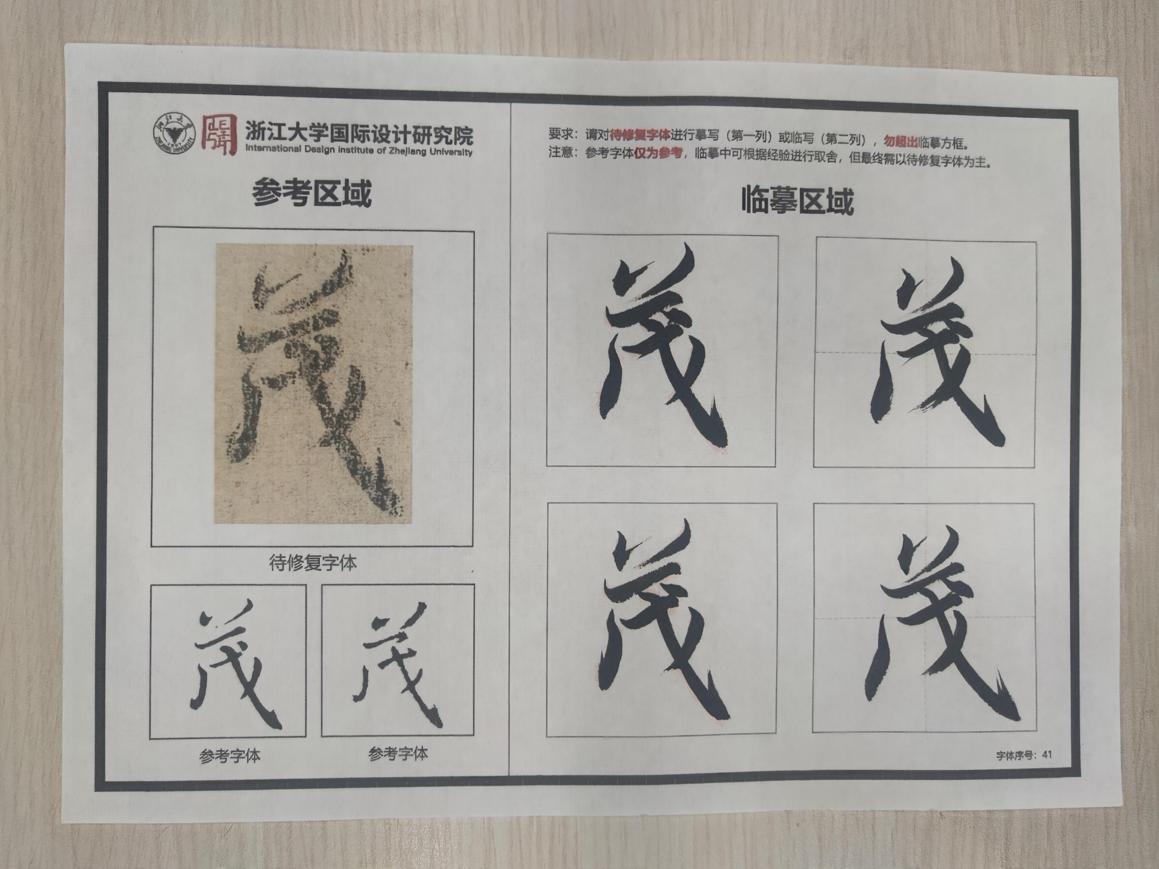 浙江大学国际设计研究院
International Design Institute of Zhejiang University
要求：请对待修复字体进行摹写（第一列）或临写（第二列），勿超出临摹方框。
注意：参考字体仅为参考，临摹中可根据经验进行取舍，但最终需以待修复字体为主。
参考区域
茂
待修复字体
茂 茂
参考字体 参考字体
临摹区域
茂 茂
茂 茂
字体序号：41